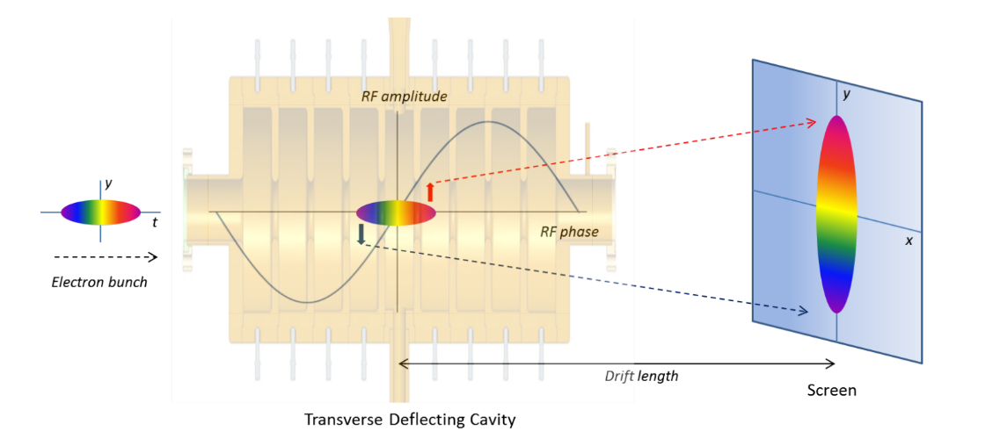 RF amplitude
y
y
t
RF phase
x
Electron bunch
Drift length
Screen
Transverse Deflecting Cavity